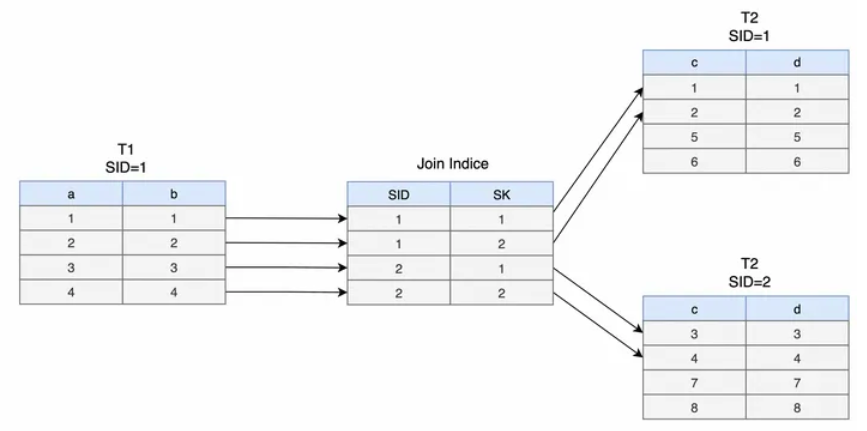 T1
SID=1
a b
1 1
2 2
3 3
4 4
Join Indice
SID SK
1 1
1 2
2 1
2 2
T2
SID=1
c d
1 1
2 2
5 5
6 6
T2
SID=2
c d
3 3
4 4
7 7
8 8